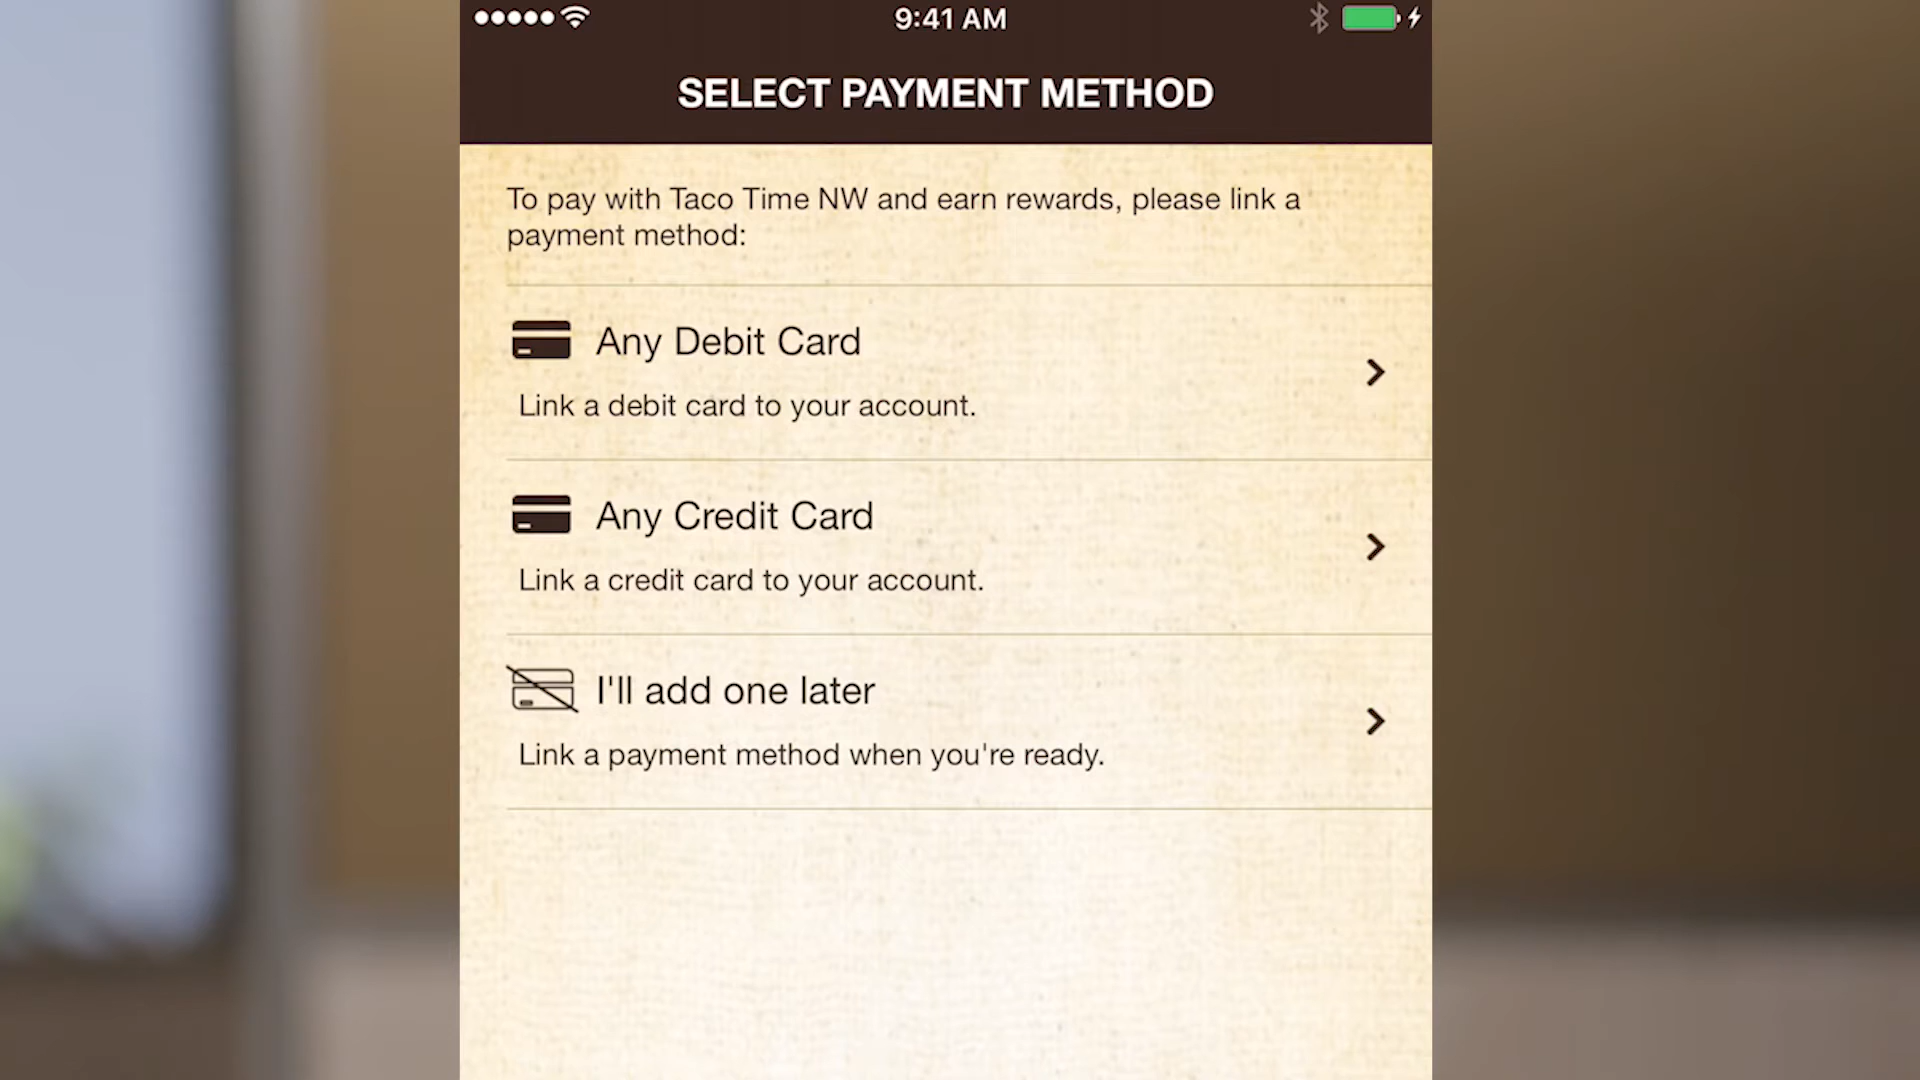 9:41 AM
SELECT PAYMENT METHOD
To pay with Taco Time NW and earn rewards, please link a
payment method:
Any Debit Card
Link a debit card to your account.
Any Credit Card
Link a credit card to your account.
I'll add one later
Link a payment method when you're ready.